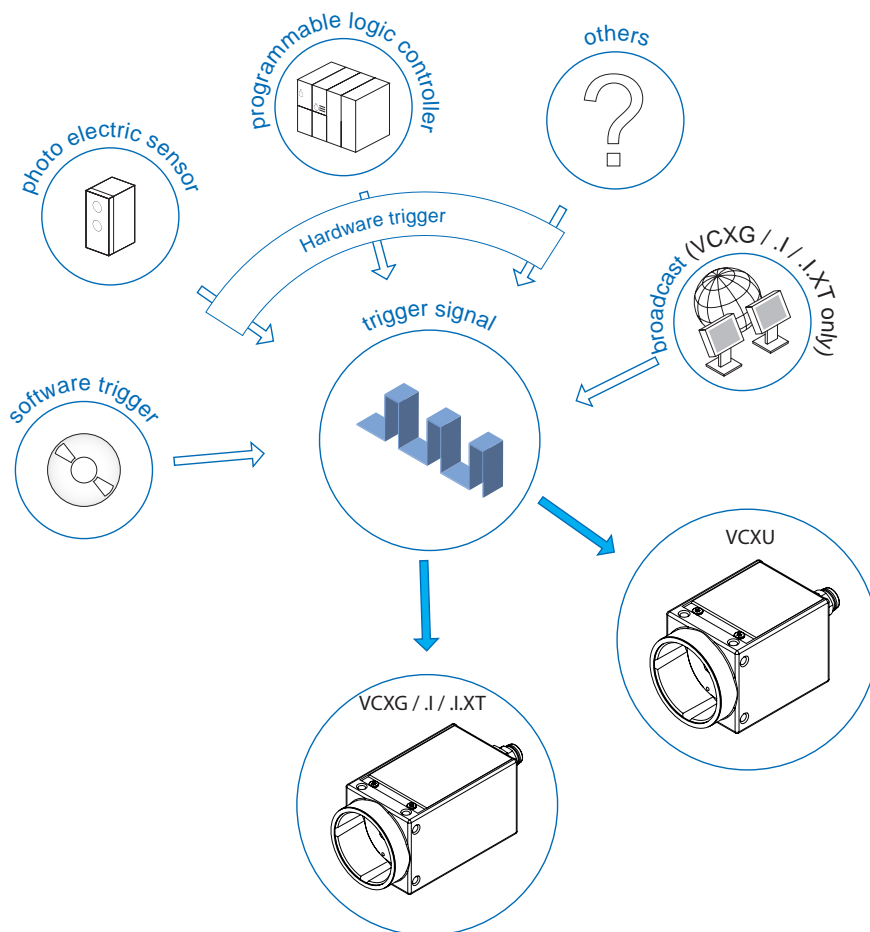 others
programmable logic controller
photo electric sensor
Hardware trigger
broadcast (VCXG / .I / .I.XT only)
trigger signal
software trigger
VCXU
VCXG / .I / .I.XT